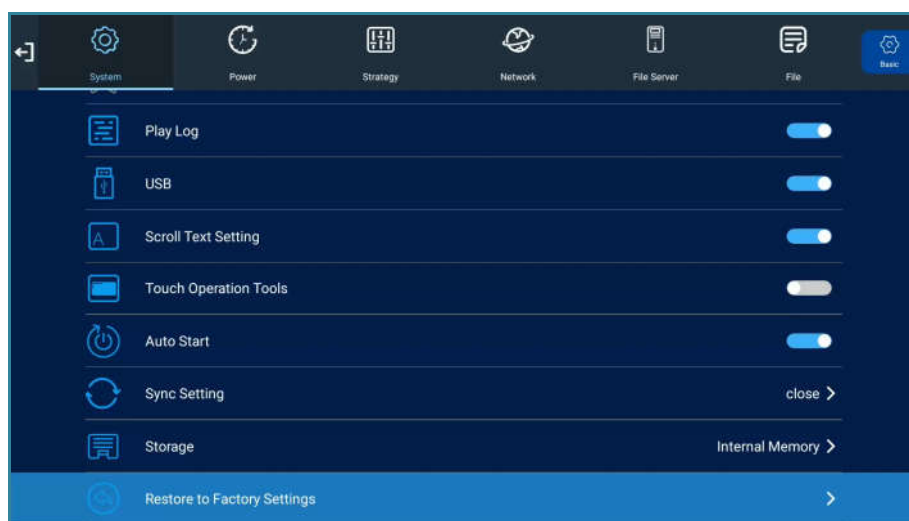 System
Power
Strategy
Network
File Server
File
Basic
Play Log
USB
A
Scroll Text Setting
Touch Operation Tools
Auto Start
Sync Setting
close
Storage
Internal Memory
Restore to Factory Settings